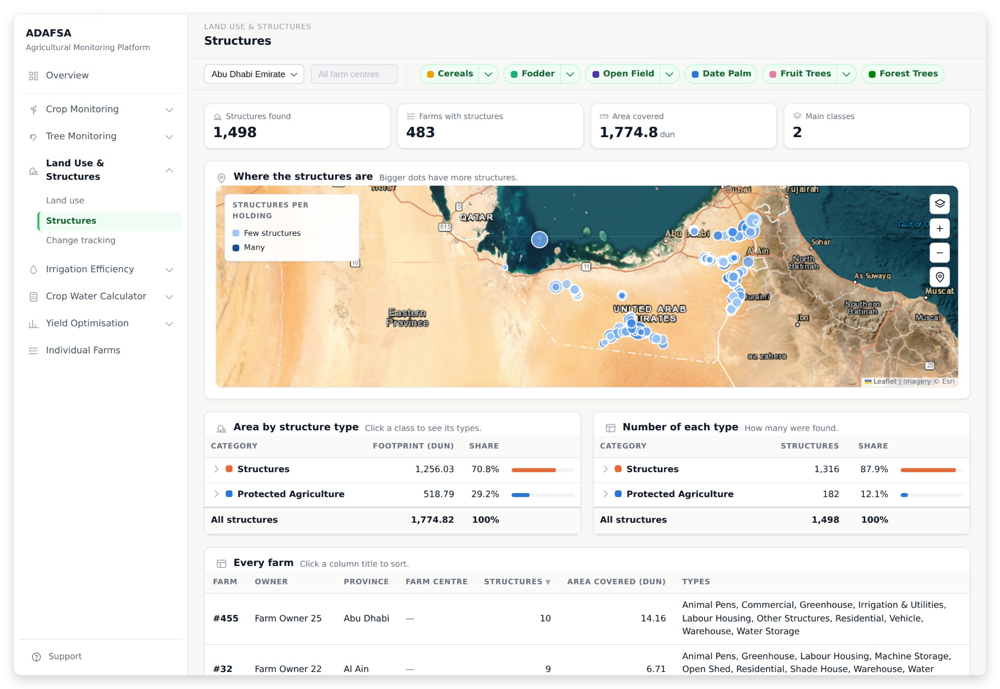 ADAFSA
Agricultural Monitoring Platform
Overview
Crop Monitoring
Tree Monitoring
Land Use &
Structures
Land use
Structures
Change tracking
Irrigation Efficiency
Crop Water Calculator
Yield Optimisation
Individual Farms
Support
LAND USE & STRUCTURES
Structures
Abu Dhabi Emirate
All farm centres
Cereals
Fodder
Open Field
Date Palm
Fruit Trees
Forest Trees
Structures found
1,498
Farms with structures
483
Area covered
1,774.8 dun
Main classes
2
Where the structures are Bigger dots have more structures.
STRUCTURES PER
HOLDING
Few structures
Many
5
QATAR
615
10
11
Eastern
Province
Dubai
Fujairah
Abu Dhabi
Gulf of
Sohar
Al Ain
North
Batinah
As Suwayq
Muscat
Buraimi
UNITED ARAB
EMIRATES
Southern
Batinah
Ibri
Muscat
az zahera
23
Leaflet | Imagery © Esri
Area by structure type Click a class to see its types.
CATEGORY FOOTPRINT (DUN) SHARE
Structures 1,256.03 70.8%
Protected Agriculture 518.79 29.2%
All structures 1,774.82 100%
Number of each type How many were found.
CATEGORY STRUCTURES SHARE
Structures 1,316 87.9%
Protected Agriculture 182 12.1%
All structures 1,498 100%
Every farm Click a column title to sort.
FARM OWNER PROVINCE FARM CENTRE STRUCTURES ▼ AREA COVERED (DUN) TYPES
#455 Farm Owner 25 Abu Dhabi — 10 14.16 Animal Pens, Commercial, Greenhouse, Irrigation & Utilities,
Labour Housing, Other Structures, Residential, Vehicle,
Warehouse, Water Storage
#32 Farm Owner 22 Al Ain — 9 6.71 Animal Pens, Greenhouse, Labour Housing, Machine Storage,
Open Shed, Residential, Shade House, Warehouse, Water